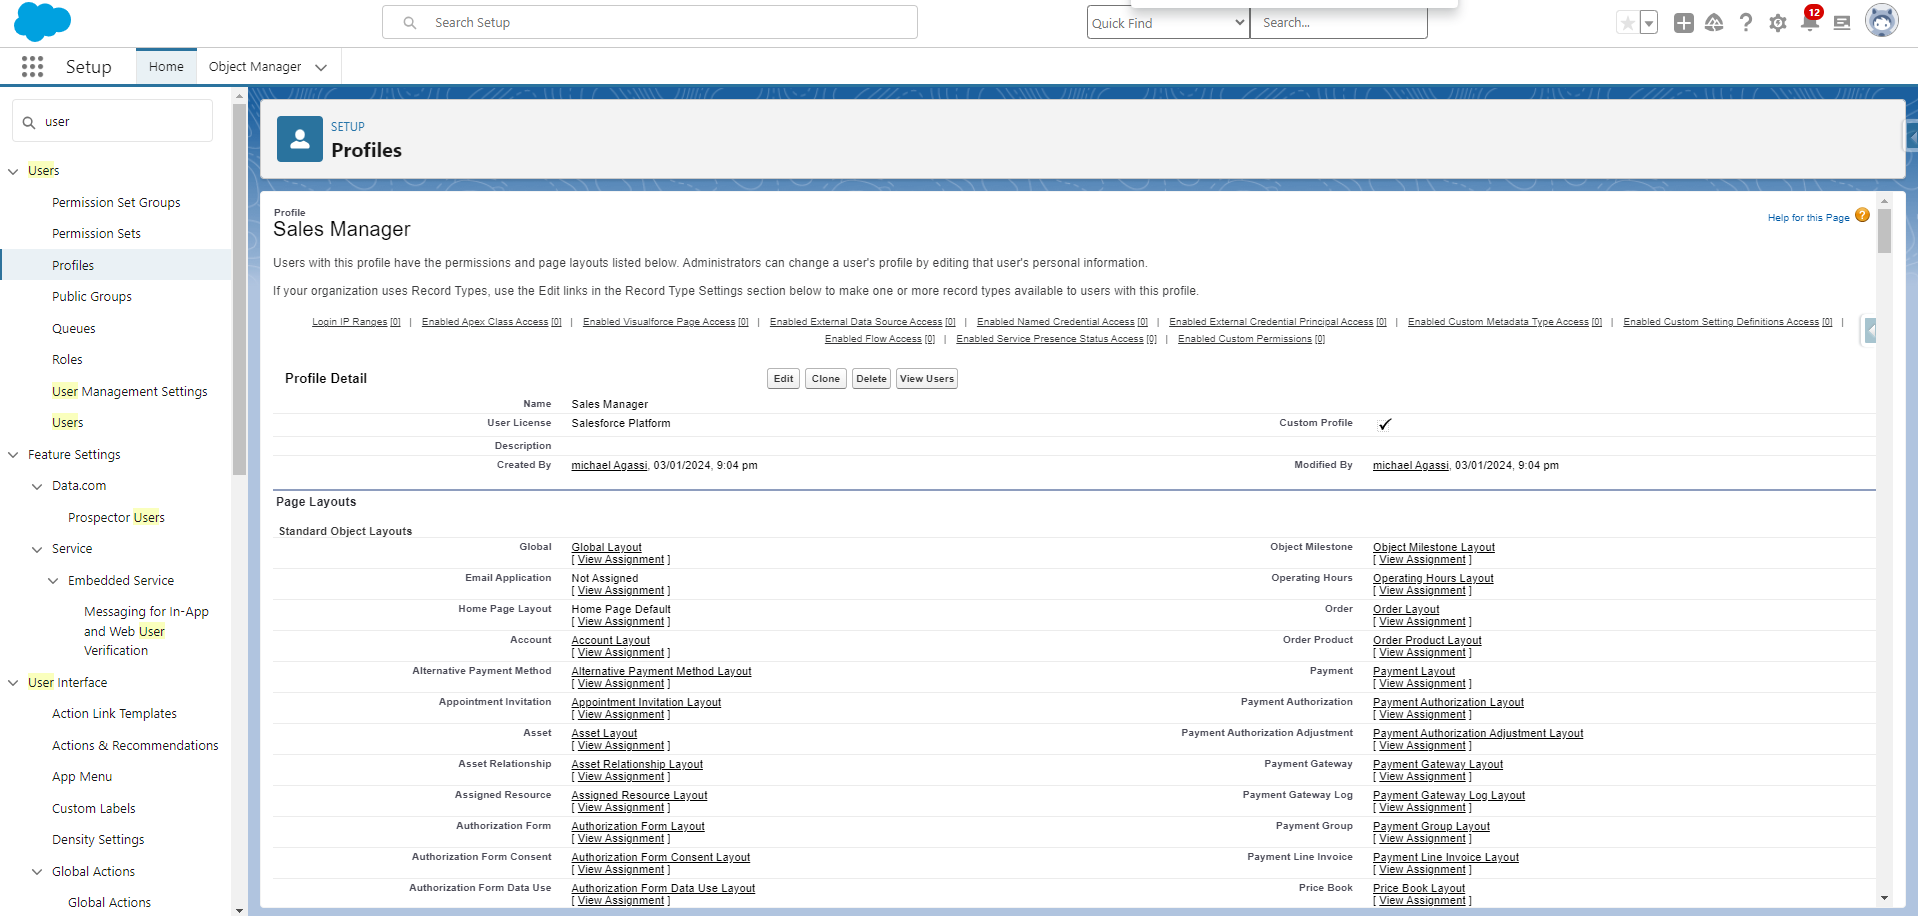 Search Setup
Quick Find
Search...
12
Setup
Home
Object Manager
user
Users
Permission Set Groups
Permission Sets
Profiles
Public Groups
Queues
Roles
User Management Settings
Users
Feature Settings
Data.com
Prospector Users
Service
Embedded Service
Messaging for In-App
and Web User
Verification
User Interface
Action Link Templates
Actions & Recommendations
App Menu
Custom Labels
Density Settings
Global Actions
Global Actions
SETUP
Profiles
Profile
Sales Manager
Help for this Page ?
Users with this profile have the permissions and page layouts listed below. Administrators can change a user's profile by editing that user's personal information.
If your organization uses Record Types, use the Edit links in the Record Type Settings section below to make one or more record types available to users with this profile.
Login IP Ranges [0] | Enabled Apex Class Access [0] | Enabled Visualforce Page Access [0] | Enabled External Data Source Access [0] | Enabled Named Credential Access [0] | Enabled External Credential Principal Access [0] | Enabled Custom Metadata Type Access [0] | Enabled Custom Setting Definitions Access [0] |
Enabled Flow Access [0] | Enabled Service Presence Status Access [0] | Enabled Custom Permissions [0]
Profile Detail Edit Clone Delete View Users
Name Sales Manager
User License Salesforce Platform Custom Profile ✓
Description
Created By michael Agassi, 03/01/2024, 9:04 pm Modified By michael Agassi, 03/01/2024, 9:04 pm
Page Layouts
Standard Object Layouts
Global Global Layout Object Milestone Object Milestone Layout
[ View Assignment ] [ View Assignment ]
Email Application Not Assigned Operating Hours Operating Hours Layout
[ View Assignment ] [ View Assignment ]
Home Page Layout Home Page Default Order Order Layout
[ View Assignment ] [ View Assignment ]
Account Account Layout Order Product Order Product Layout
[ View Assignment ] [ View Assignment ]
Alternative Payment Method Alternative Payment Method Layout Payment Payment Layout
[ View Assignment ] [ View Assignment ]
Appointment Invitation Appointment Invitation Layout Payment Authorization Payment Authorization Layout
[ View Assignment ] [ View Assignment ]
Asset Asset Layout Payment Authorization Adjustment Payment Authorization Adjustment Layout
[ View Assignment ] [ View Assignment ]
Asset Relationship Asset Relationship Layout Payment Gateway Payment Gateway Layout
[ View Assignment ] [ View Assignment ]
Assigned Resource Assigned Resource Layout Payment Gateway Log Payment Gateway Log Layout
[ View Assignment ] [ View Assignment ]
Authorization Form Authorization Form Layout Payment Group Payment Group Layout
[ View Assignment ] [ View Assignment ]
Authorization Form Consent Authorization Form Consent Layout Payment Line Invoice Payment Line Invoice Layout
[ View Assignment ] [ View Assignment ]
Authorization Form Data Use Authorization Form Data Use Layout Price Book Price Book Layout
[ View Assignment ] [ View Assignment ]